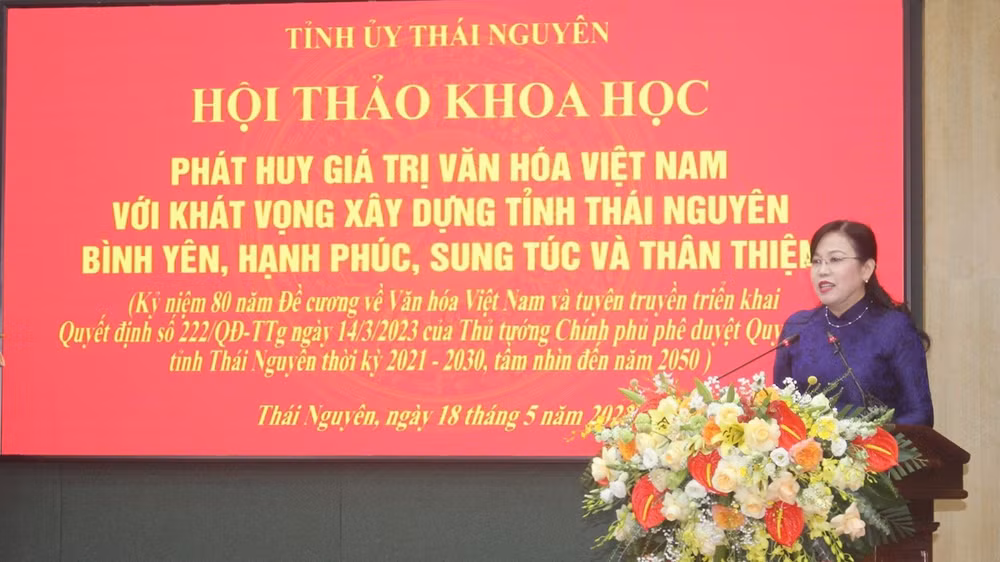 TỈNH ỦY THÁI NGUYÊN
HỘI THẢO KHOA HỌC
PHÁT HUY GIÁ TRỊ VĂN HÓA VIỆT NAM
VỚI KHÁT VỌNG XÂY DỰNG TỈNH THÁI NGUYÊN
BÌNH YÊN, HẠNH PHÚC, SUNG TÚC VÀ THÂN THIỆN
(Kỷ niệm 80 năm Đề cương về Văn hóa Việt Nam và tuyên truyền triển khai
Quyết định số 222/QĐ-TTg ngày 14/3/2023 của Thủ tướng Chính phủ phê duyệt Quy
tỉnh Thái Nguyên thời kỳ 2021 - 2030, tầm nhìn đến năm 2050 )
Thái Nguyên, ngày 18 tháng 5 năm